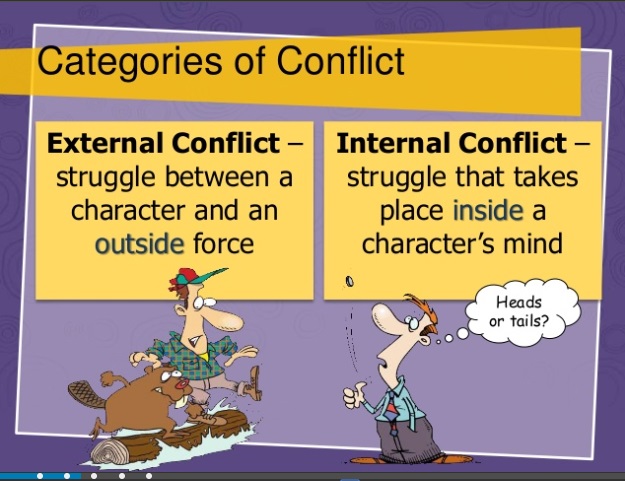 Categories of Conflict
External Conflict –
struggle between a
character and an
outside force
Internal Conflict –
struggle that takes
place inside a
character's mind
Heads
or tails?